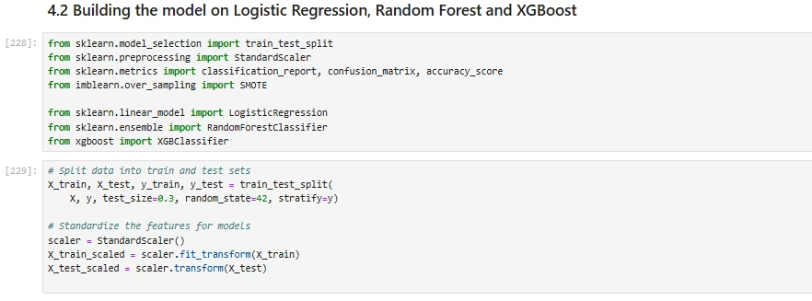 4.2 Building the model on Logistic Regression, Random Forest and XGBoost
[228]: from sklearn.model_selection import train_test_split
from sklearn.preprocessing import StandardScaler
from sklearn.metrics import classification_report, confusion_matrix, accuracy_score
from imblearn.over_sampling import SMOTE
from sklearn.linear_model import LogisticRegression
from sklearn.ensemble import RandomForestClassifier
from xgboost import XGBClassifier
[229]: # Split data into train and test sets
X_train, X_test, y_train, y_test = train_test_split(
X, y, test_size=0.3, random_state=42, stratify=y)
# Standardize the features for models
scaler = StandardScaler()
X_train_scaled = scaler.fit_transform(X_train)
X_test_scaled = scaler.transform(X_test)